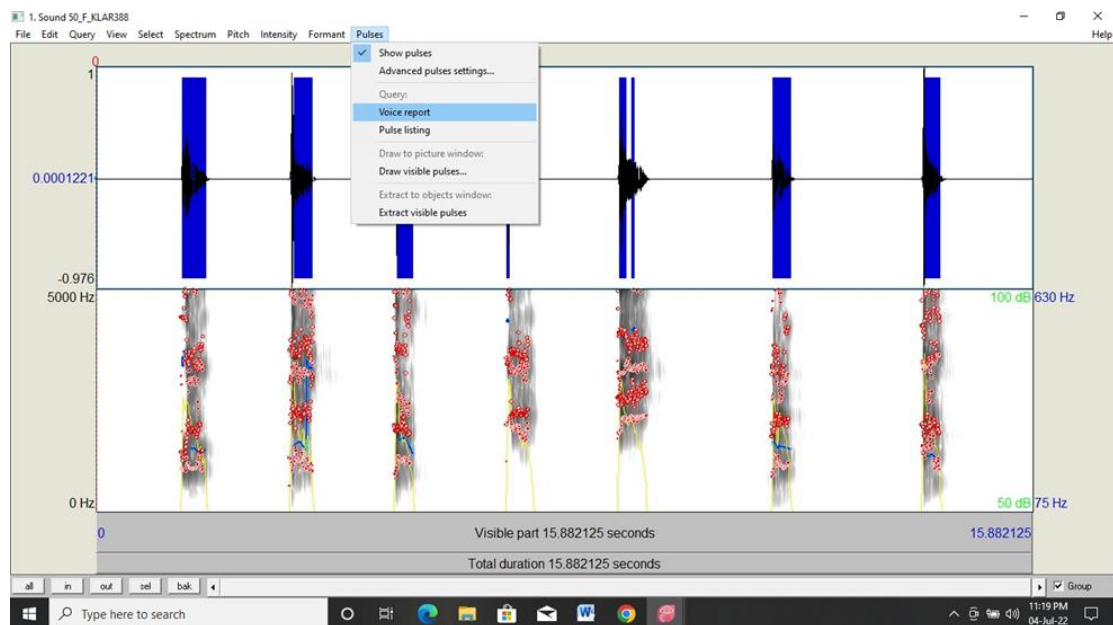 1. Sound 50_F_KLAR388
File Edit Query View Select Spectrum Pitch Intensity Formant Pulses Help
Show pulses
Advanced pulses settings...
Query:
Voice report
Pulse listing
Draw to picture window:
Draw visible pulses...
Extract to objects window:
Extract visible pulses
0
1
0.0001221
-0.976
5000 Hz 100 dB 630 Hz
0 Hz 50 dB 75 Hz
0 Visible part 15.882125 seconds 15.882125
Total duration 15.882125 seconds
all in out sel bak Group
Type here to search
11:19 PM
04-Jul-22